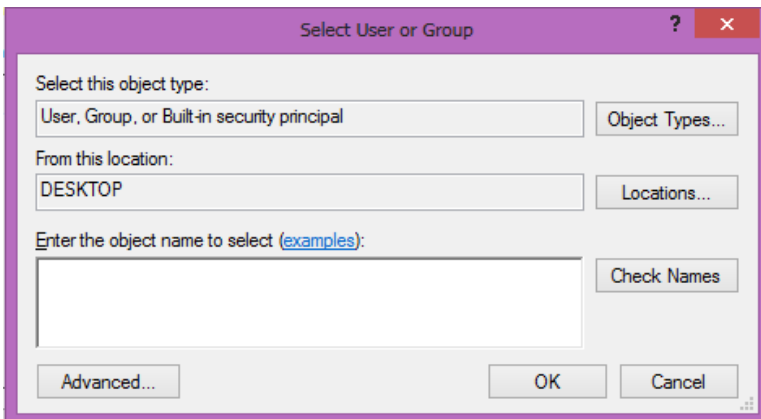 Select User or Group
?
Select this object type:
User, Group, or Built-in security principal
Object Types...
From this location:
DESKTOP
Locations...
Enter the object name to select (examples):
Check Names
Advanced...
OK
Cancel